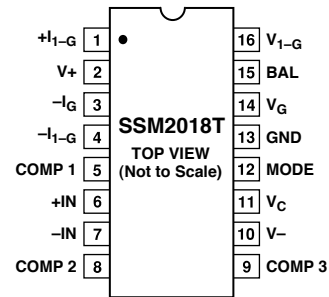 +I1–G 1 16 V1–G
V+ 2 15 BAL
–IG 3 14 VG
–I1–G 4 13 GND
SSM2018T
TOP VIEW
(Not to Scale)
COMP 1 5 12 MODE
+IN 6 11 VC
–IN 7 10 V–
COMP 2 8 9 COMP 3